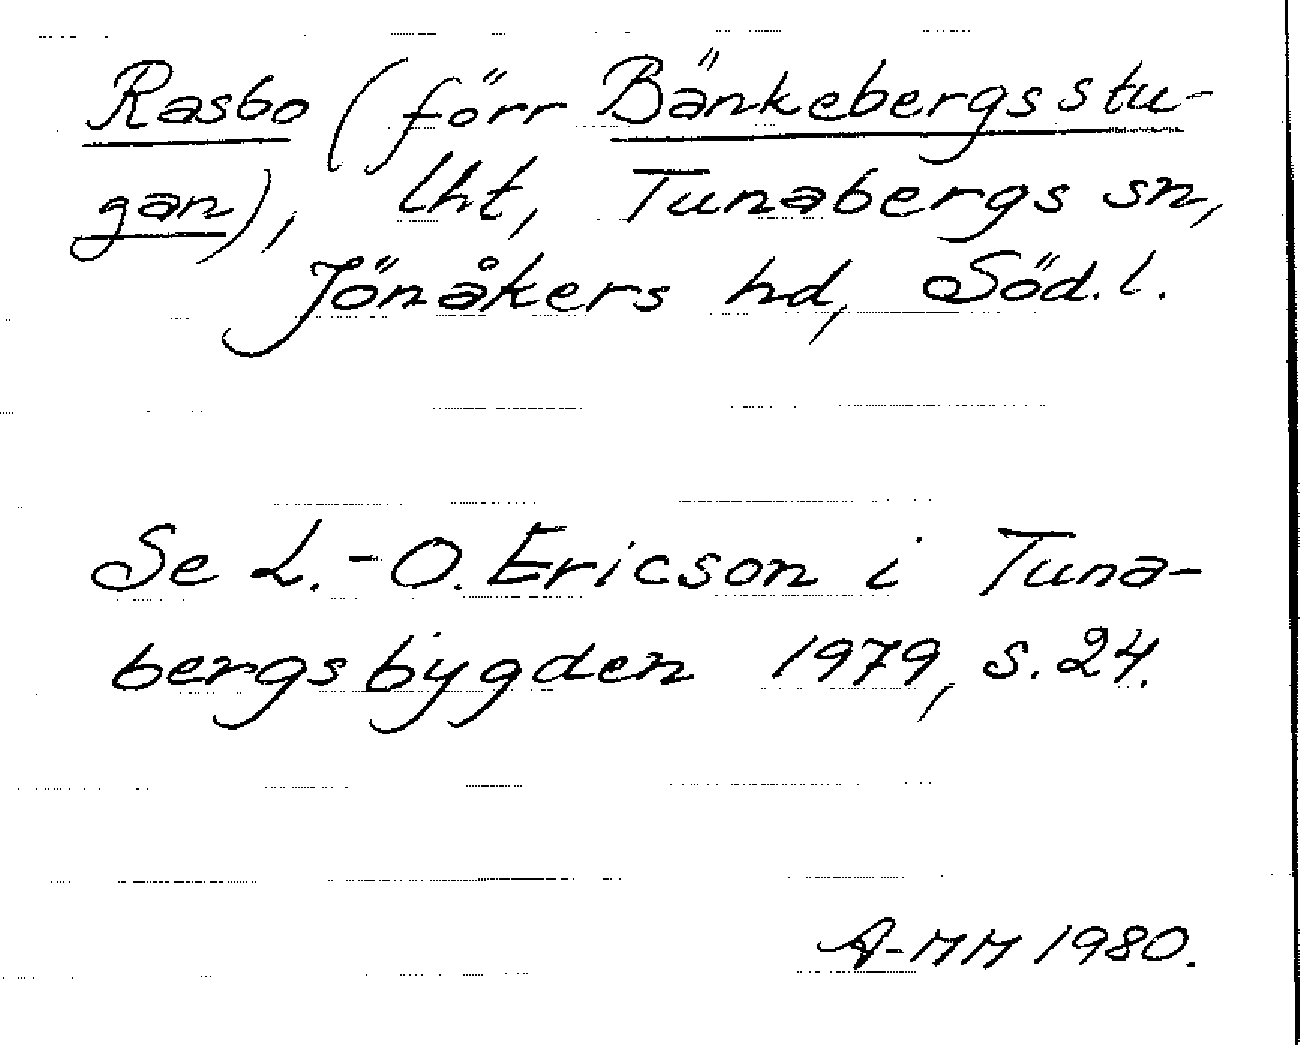 Rasbo (förr Bänkebergsstu-
gan), lht, Tunabergs sn,
Jönåkers hd, Söd.l.
Se L.-O. Ericson i Tuna-
bergsbygden 1979, s.24.
A-MM 1980.